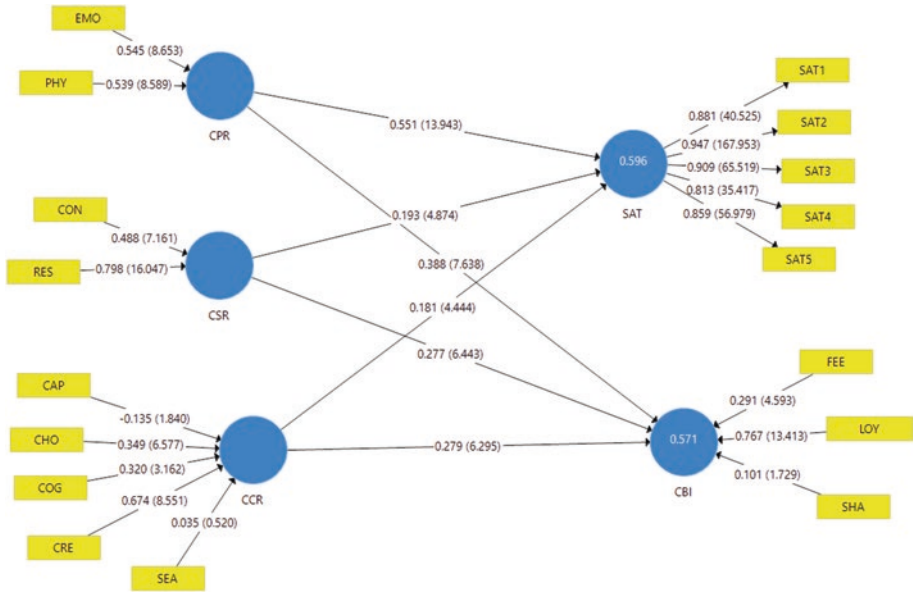 EMO
0.545 (8.653)
PHY
0.539 (8.589)
CPR
0.551 (13.943)
SAT1
0.881 (40.525)
SAT2
0.947 (167.953)
0.596
0.909 (65.519)
SAT3
0.813 (35.417)
SAT4
0.859 (56.979)
SAT
SAT5
CON
0.488 (7.161)
RES
0.798 (16.047)
CSR
0.193 (4.874)
0.388 (7.638)
0.181 (4.444)
0.277 (6.443)
CAP
-0.135 (1.840)
CHO
0.349 (6.577)
COG
0.320 (3.162)
CCR
0.674 (8.551)
CRE
0.035 (0.520)
SEA
0.279 (6.295)
FEE
0.291 (4.593)
0.571
0.767 (13.413)
LOY
CBI
0.101 (1.729)
SHA